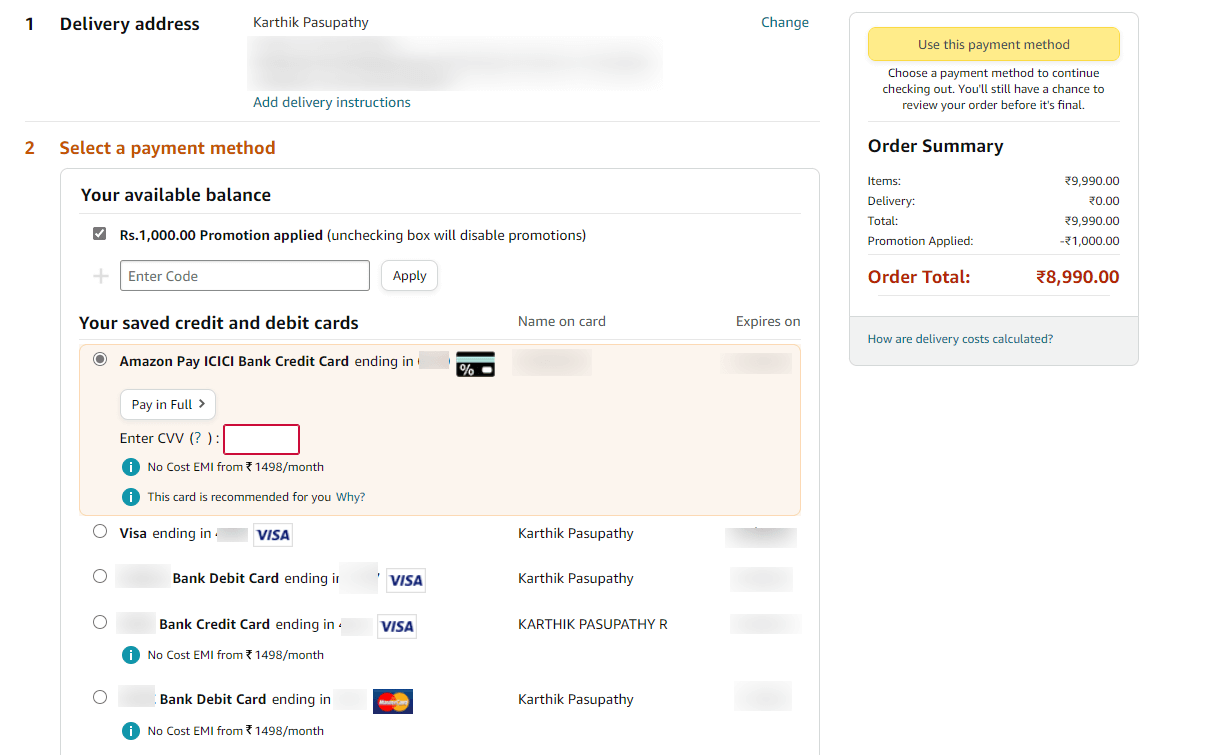 1 Delivery address
Karthik Pasupathy
Change
Add delivery instructions
2 Select a payment method
Your available balance
Rs.1,000.00 Promotion applied (unchecking box will disable promotions)
Enter Code
Apply
Your saved credit and debit cards
Name on card
Expires on
Amazon Pay ICICI Bank Credit Card ending in
%
Pay in Full >
Enter CVV (? ) :
i No Cost EMI from ₹ 1498/month
i This card is recommended for you Why?
Visa ending in
VISA
Karthik Pasupathy
Bank Debit Card ending in
VISA
Karthik Pasupathy
Bank Credit Card ending in
VISA
KARTHIK PASUPATHY R
i No Cost EMI from ₹ 1498/month
Bank Debit Card ending in
MasterCard
Karthik Pasupathy
i No Cost EMI from ₹ 1498/month
Use this payment method
Choose a payment method to continue
checking out. You'll still have a chance to
review your order before it's final.
Order Summary
Items: ₹9,990.00
Delivery: ₹0.00
Total: ₹9,990.00
Promotion Applied: -₹1,000.00
Order Total: ₹8,990.00
How are delivery costs calculated?